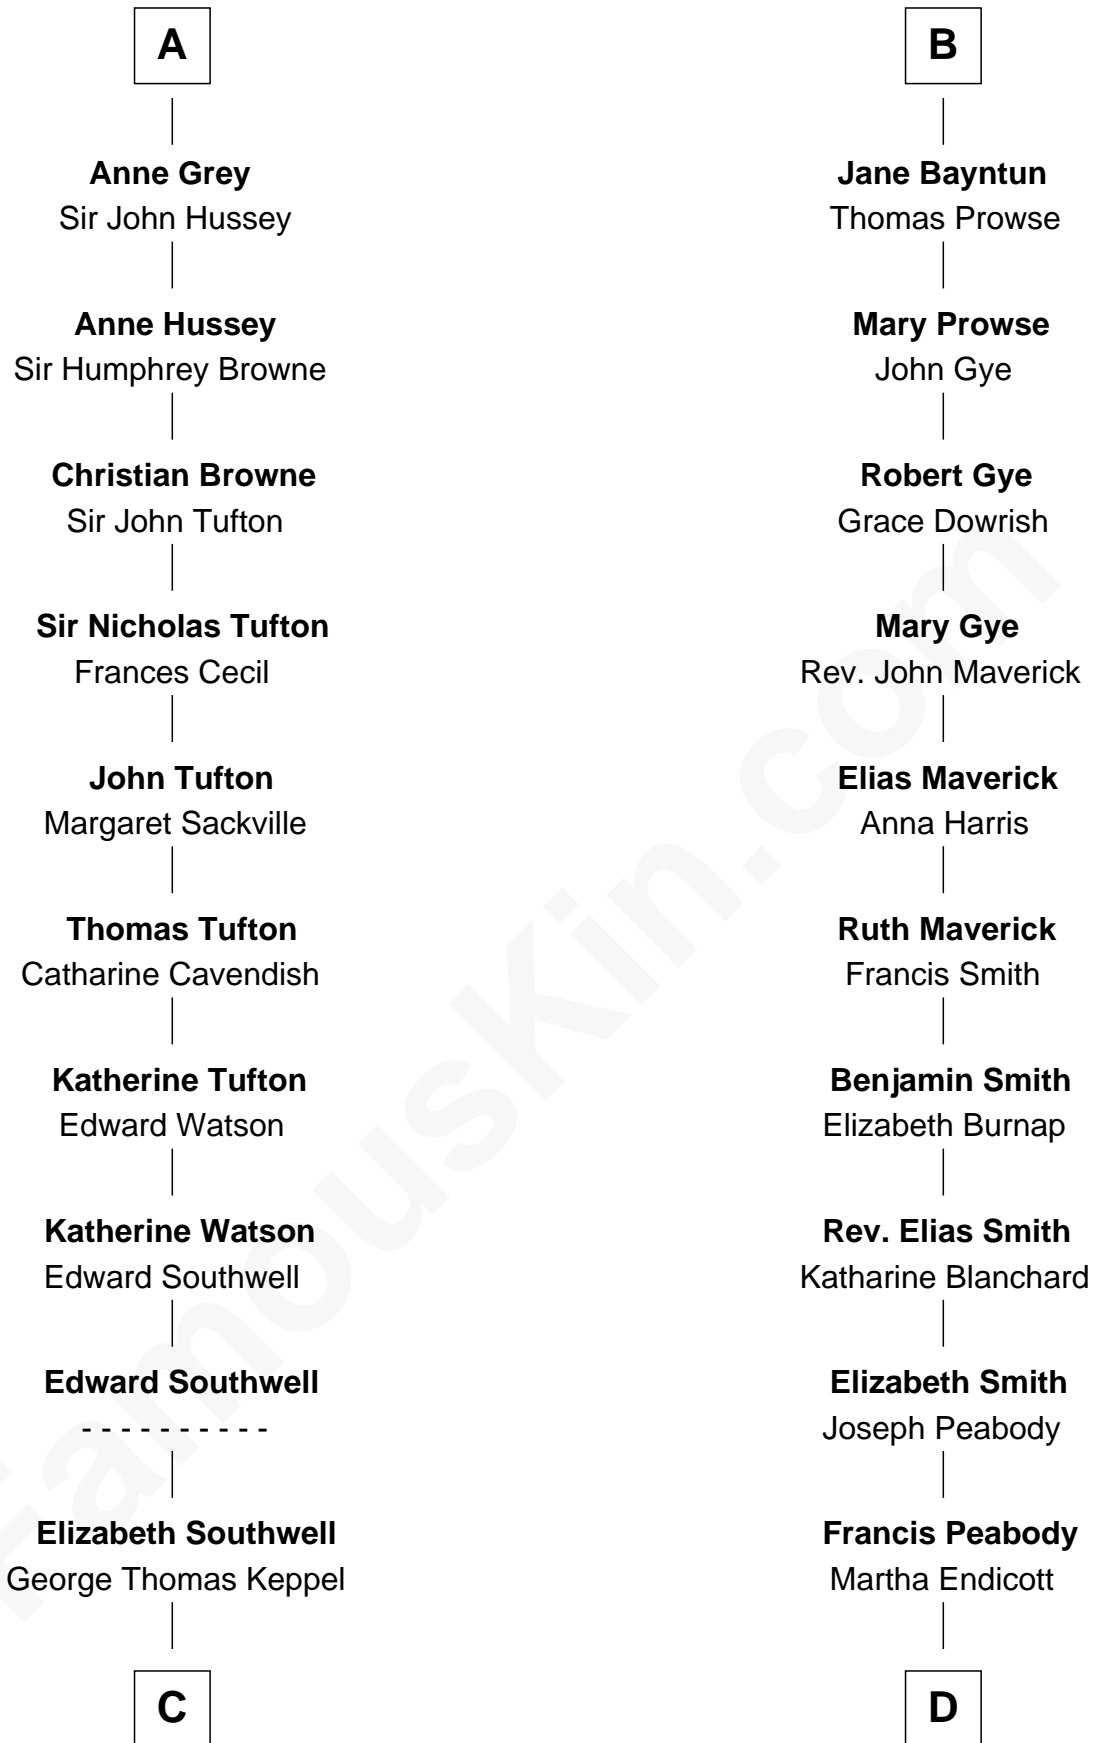 A
Anne Grey
Sir John Hussey
Anne Hussey
Sir Humphrey Browne
Christian Browne
Sir John Tufton
Sir Nicholas Tufton
Frances Cecil
John Tufton
Margaret Sackville
Thomas Tufton
Catharine Cavendish
Katherine Tufton
Edward Watson
Katherine Watson
Edward Southwell
Edward Southwell
- - - - - - - - - -
Elizabeth Southwell
George Thomas Keppel
C
B
Jane Bayntun
Thomas Prowse
Mary Prowse
John Gye
Robert Gye
Grace Dowrish
Mary Gye
Rev. John Maverick
Elias Maverick
Anna Harris
Ruth Maverick
Francis Smith
Benjamin Smith
Elizabeth Burnap
Rev. Elias Smith
Katharine Blanchard
Elizabeth Smith
Joseph Peabody
Francis Peabody
Martha Endicott
D
FamousKin.com